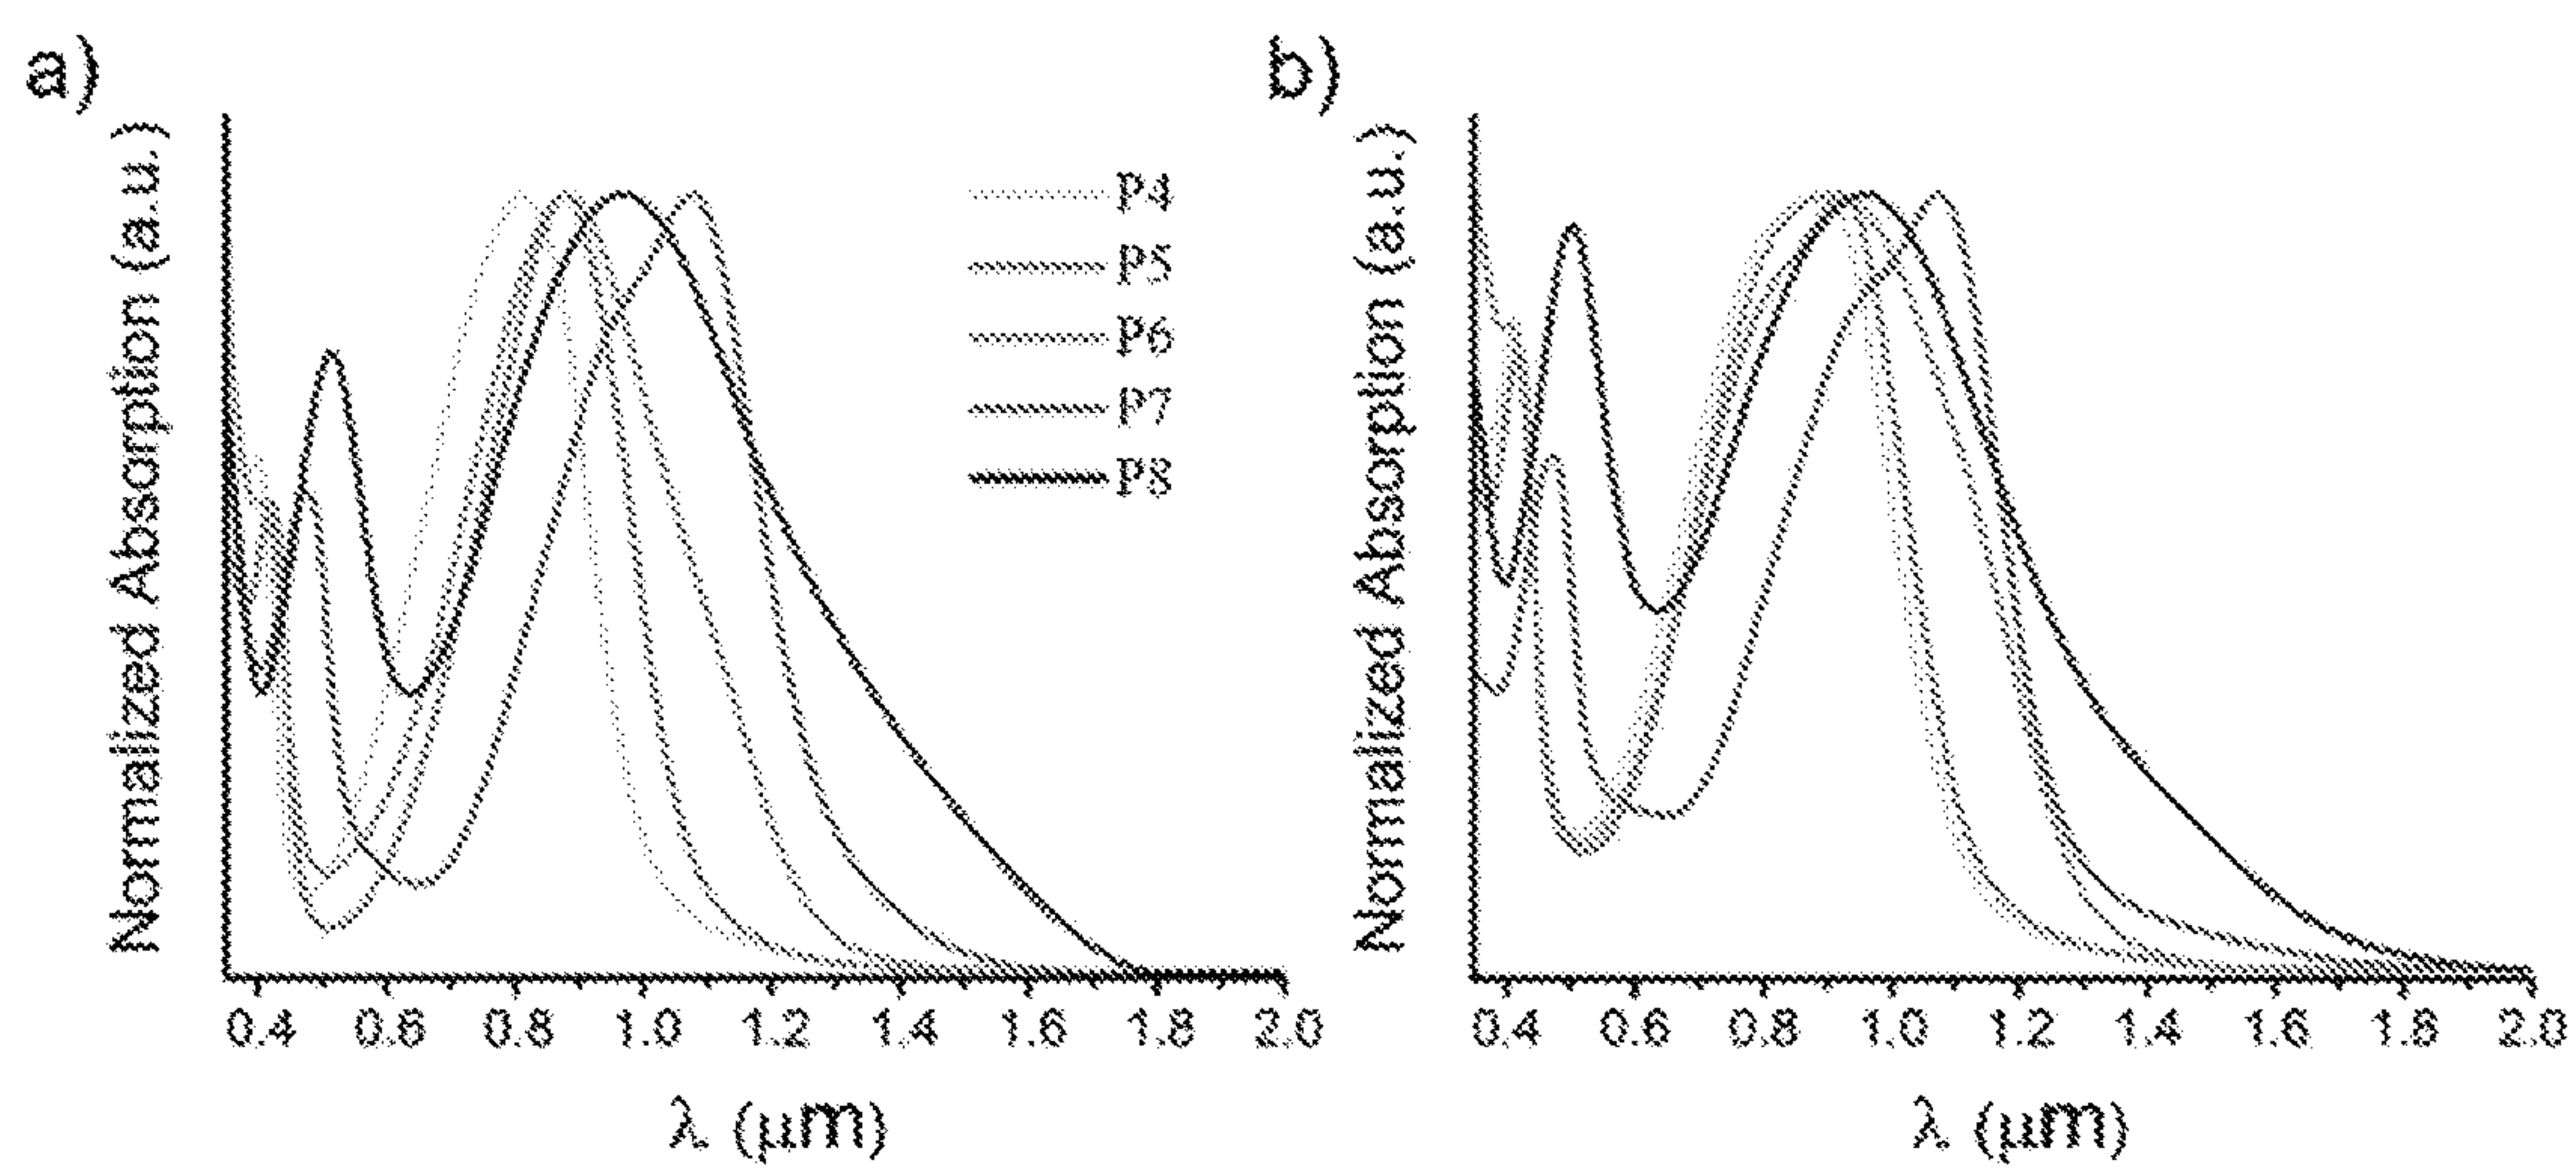 a)
Normalized Absorption (a.u.)
P4
P5
P6
P7
P8
0.4 0.6 0.8 1.0 1.2 1.4 1.6 1.8 2.0
λ (μm)
b)
Normalized Absorption (a.u.)
0.4 0.6 0.8 1.0 1.2 1.4 1.6 1.8 2.0
λ (μm)